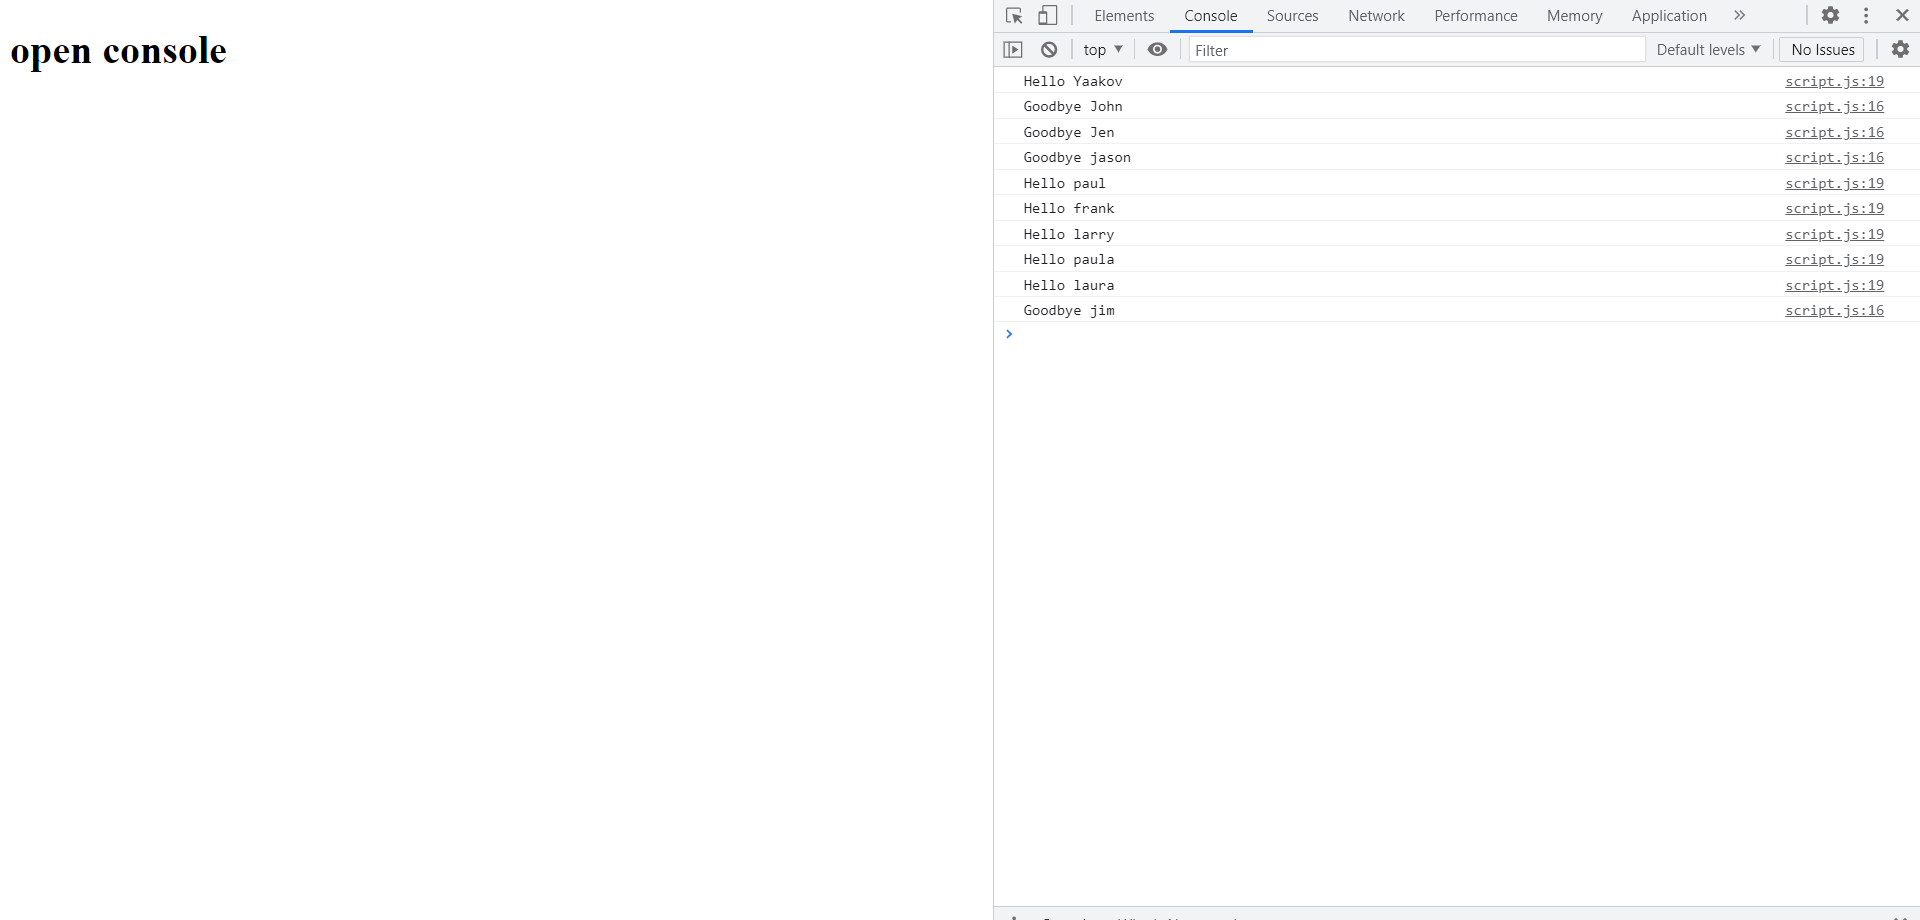 open console
Elements Console Sources Network Performance Memory Application »
top ▼ Filter Default levels ▼ No Issues
Hello Yaakov script.js:19
Goodbye John script.js:16
Goodbye Jen script.js:16
Goodbye jason script.js:16
Hello paul script.js:19
Hello frank script.js:19
Hello larry script.js:19
Hello paula script.js:19
Hello laura script.js:19
Goodbye jim script.js:16
>